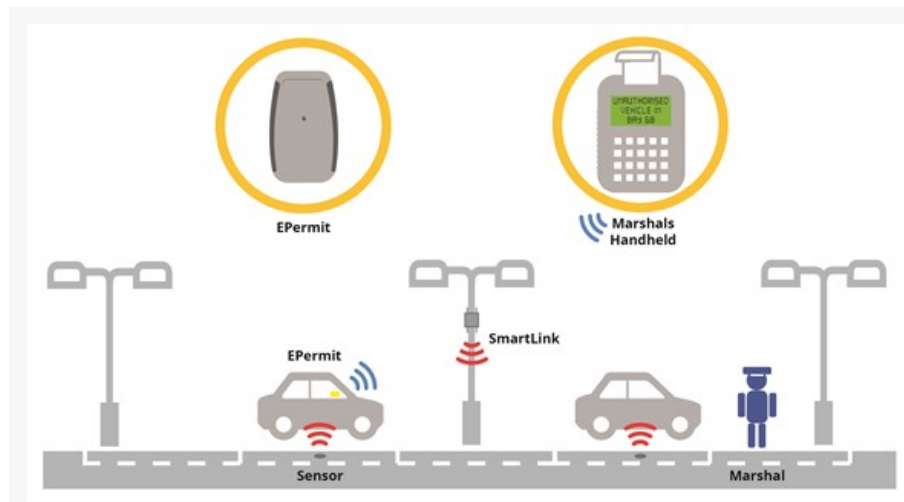 UNAUTHORISED
VEHICLE IN
BAY 68
EPermit
Marshals
Handheld
SmartLink
EPermit
Sensor
Marshal